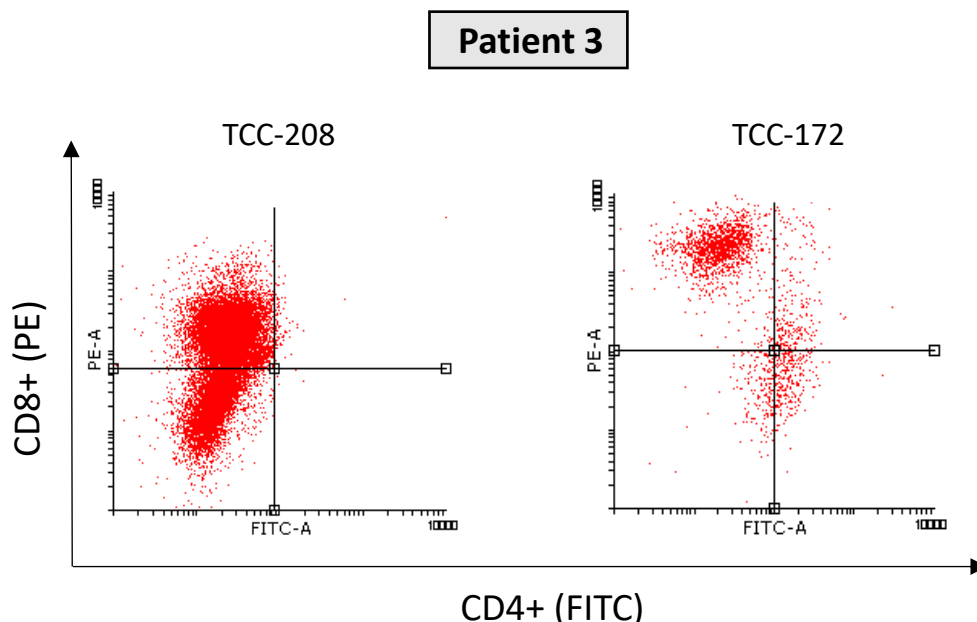 Patient 3
TCC-208
TCC-172
CD8+ (PE)
PE-A
FITC-A
PE-A
FITC-A
CD4+ (FITC)